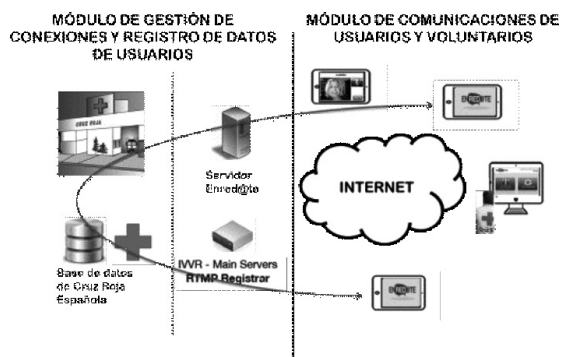 MÓDULO DE GESTIÓN DE
CONEXIONES Y REGISTRO DE DATOS
DE USUARIOS
MÓDULO DE COMUNICACIONES DE
USUARIOS Y VOLUNTARIOS
CRUZ ROJA
Servidor
Enred@te
INTERNET
Base de datos
de Cruz Roja
Española
IVVR - Main Servers
RTMP Registrar